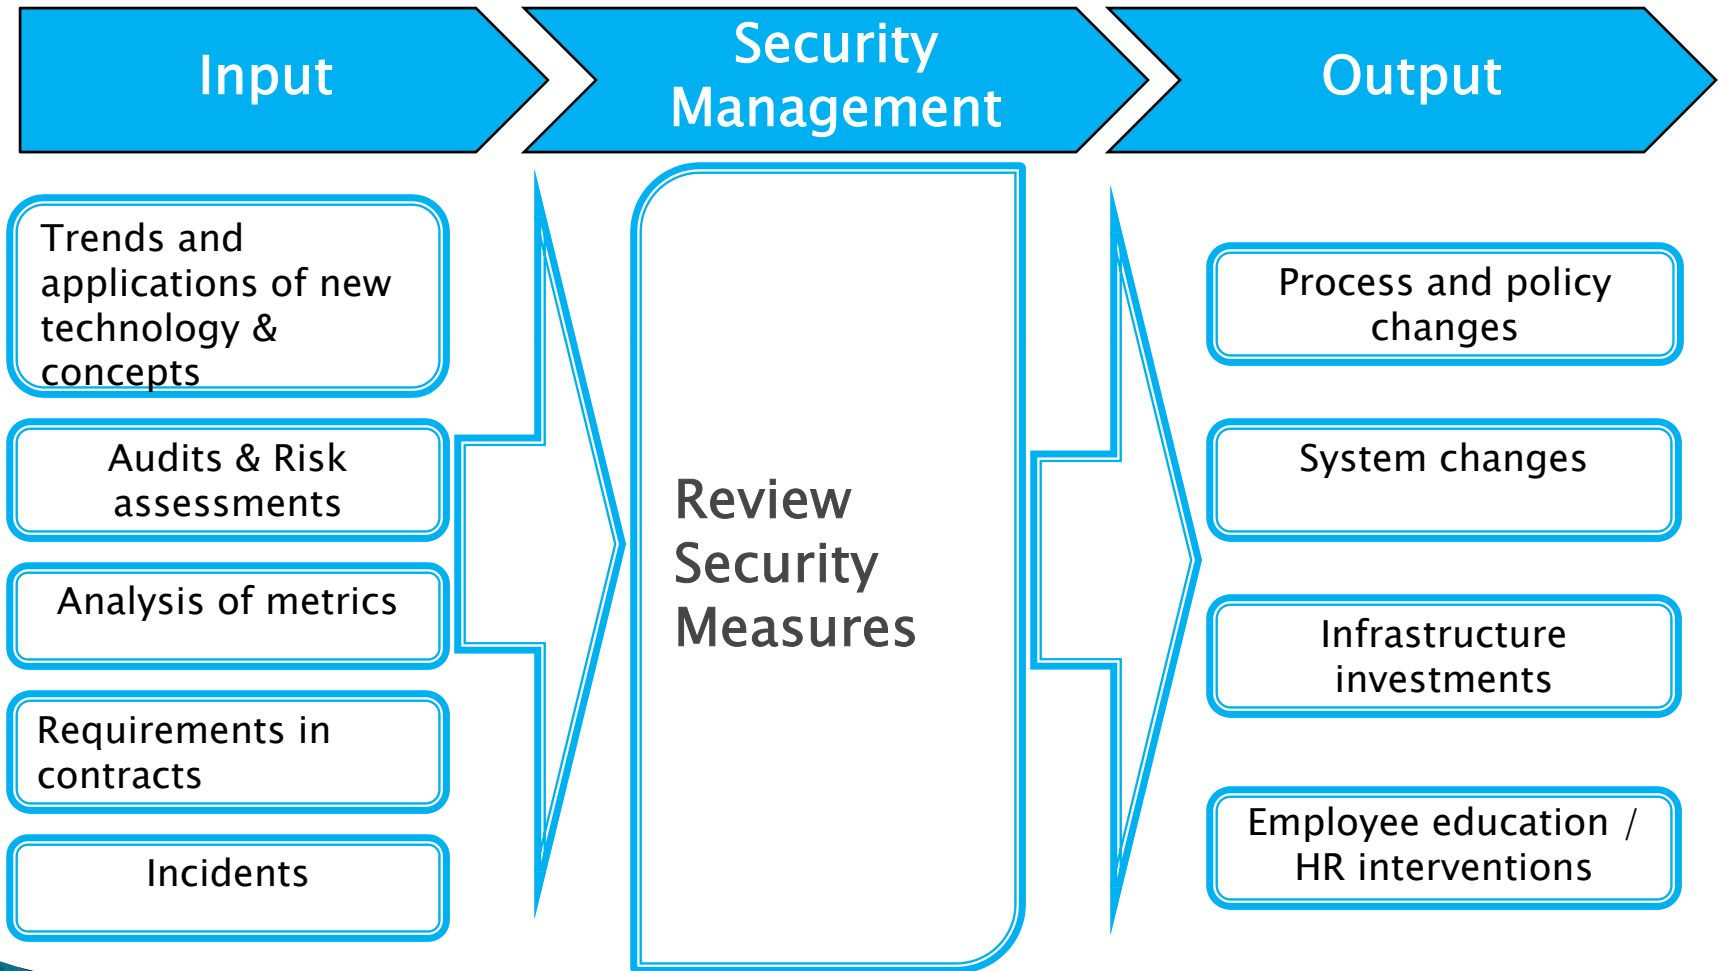 Input
Security
Management
Output
Trends and
applications of new
technology &
concepts
Audits & Risk
assessments
Analysis of metrics
Requirements in
contracts
Incidents
Review
Security
Measures
Process and policy
changes
System changes
Infrastructure
investments
Employee education /
HR interventions